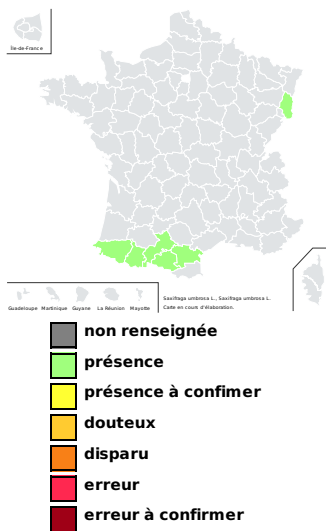 Île-de-France
Guadeloupe Martinique Guyane La Réunion Mayotte
Saxifraga umbrosa L., Saxifraga umbrosa L.
Carte en cours d'élaboration.
non renseignée
présence
présence à confimer
douteux
disparu
erreur
erreur à confirmer